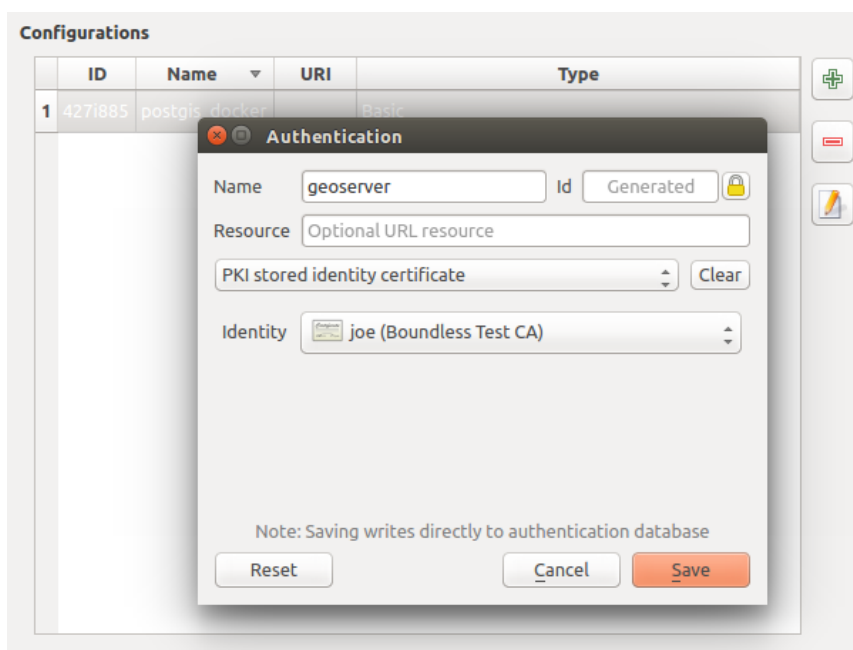 Configurations
ID Name URI Type
1 427i885 postgis_docker Basic
Authentication
Name geoserver Id Generated
Resource Optional URL resource
PKI stored identity certificate Clear
Identity joe (Boundless Test CA)
Note: Saving writes directly to authentication database
Reset Cancel Save